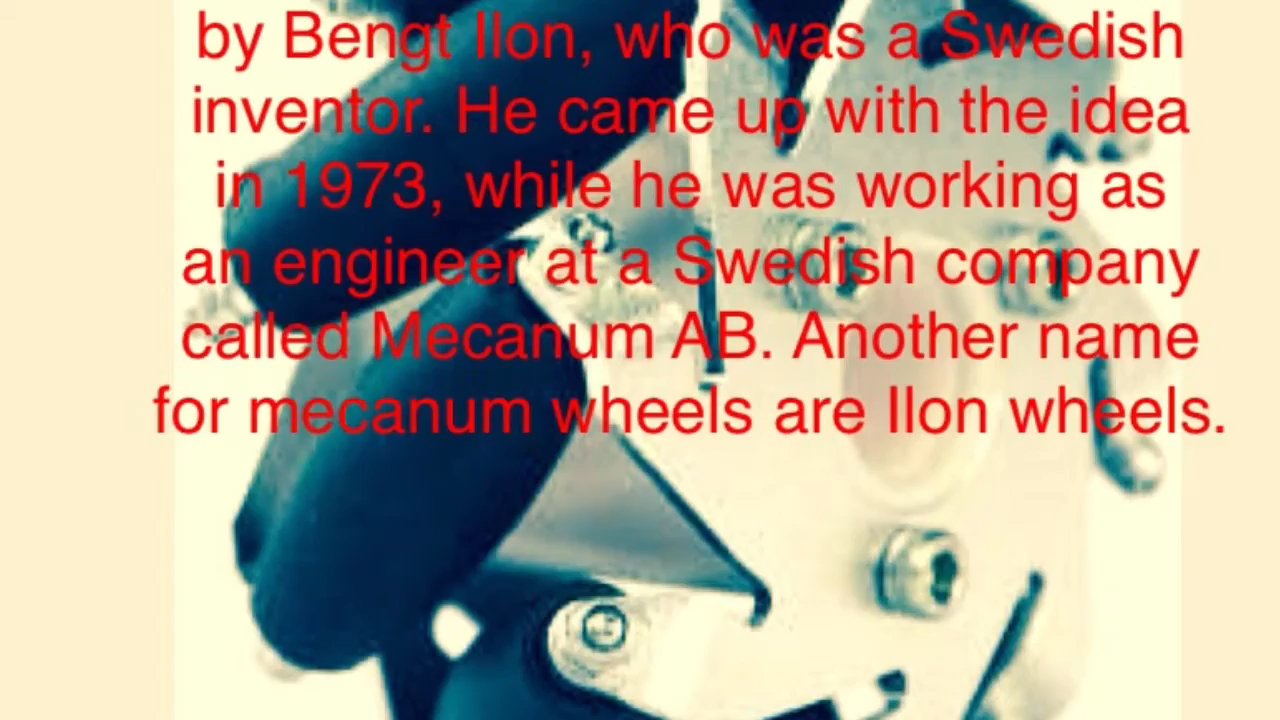 by Bengt Ilon, who was a Swedish
inventor. He came up with the idea
in 1973, while he was working as
an engineer at a Swedish company
called Mecanum AB. Another name
for mecanum wheels are Ilon wheels.